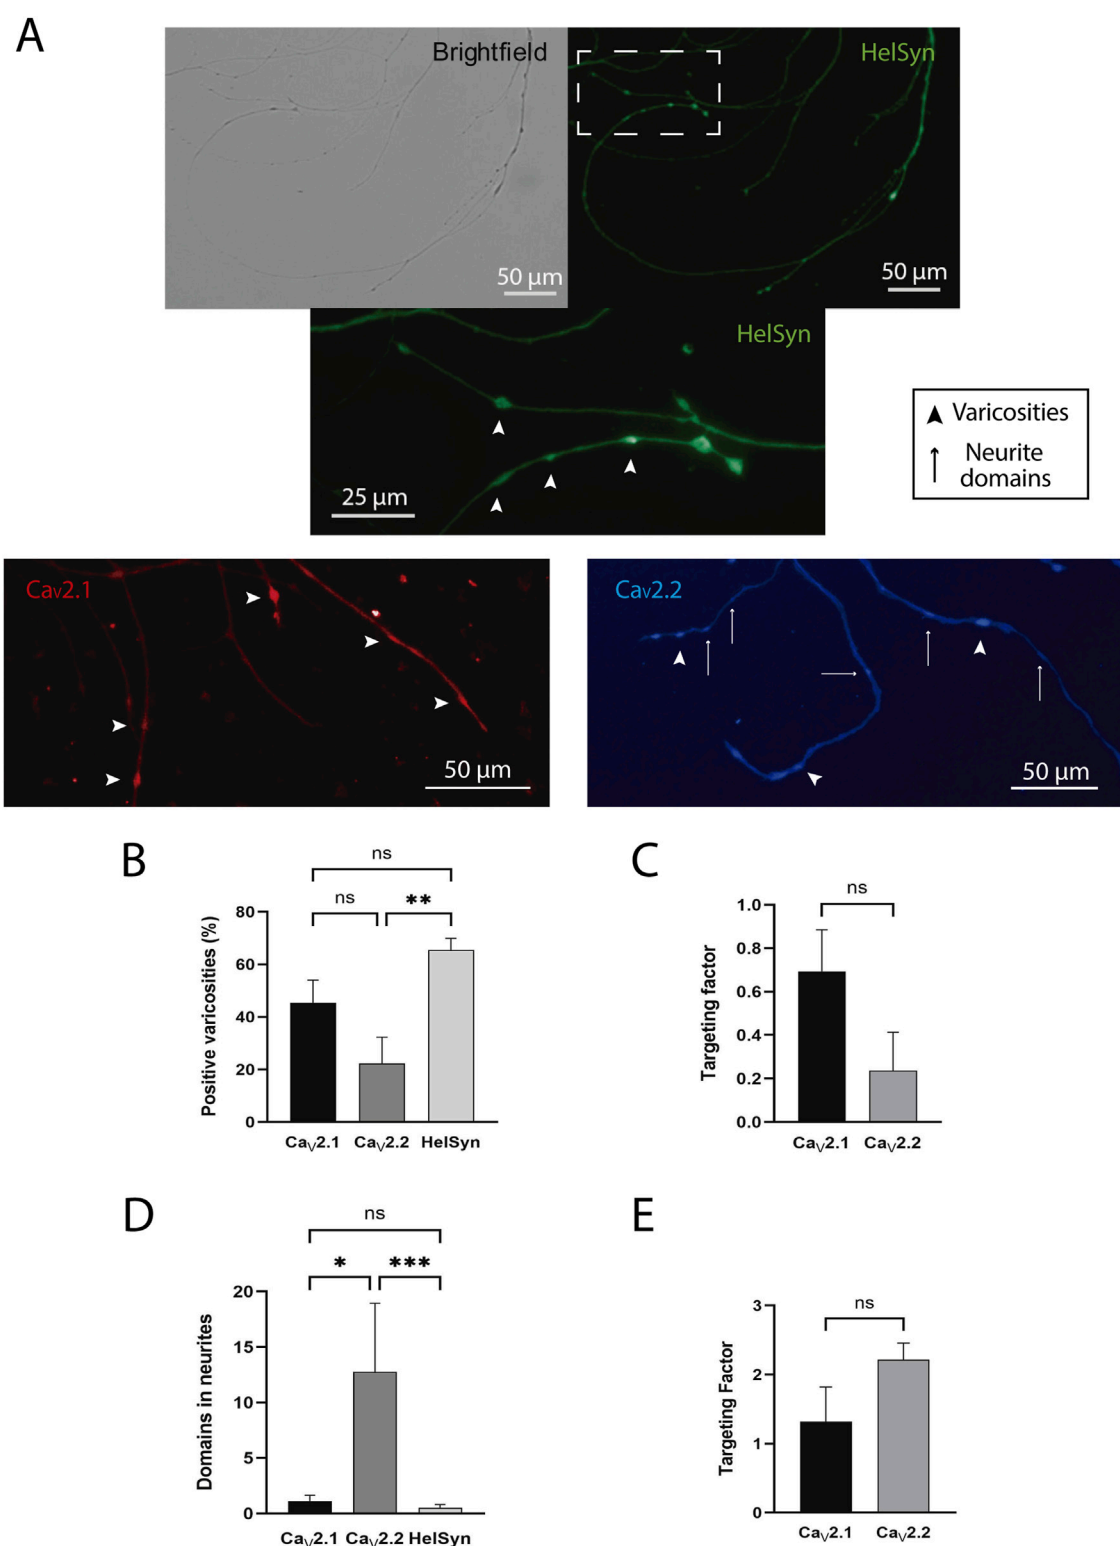 A
Brightfield
HelSyn
50 µm
50 µm
HelSyn
25 µm
Varicosities
Neurite
domains
Cav2.1
50 µm
Cav2.2
50 µm
B
ns
ns
**
Positive varicosities (%)
80
60
40
20
0
CaV2.1
CaV2.2
HelSyn
C
ns
Targeting factor
1.0
0.8
0.6
0.4
0.2
0.0
CaV2.1
CaV2.2
D
ns
*
***
Domains in neurites
20
15
10
5
0
CaV2.1
CaV2.2
HelSyn
E
ns
Targeting Factor
3
2
1
0
CaV2.1
CaV2.2